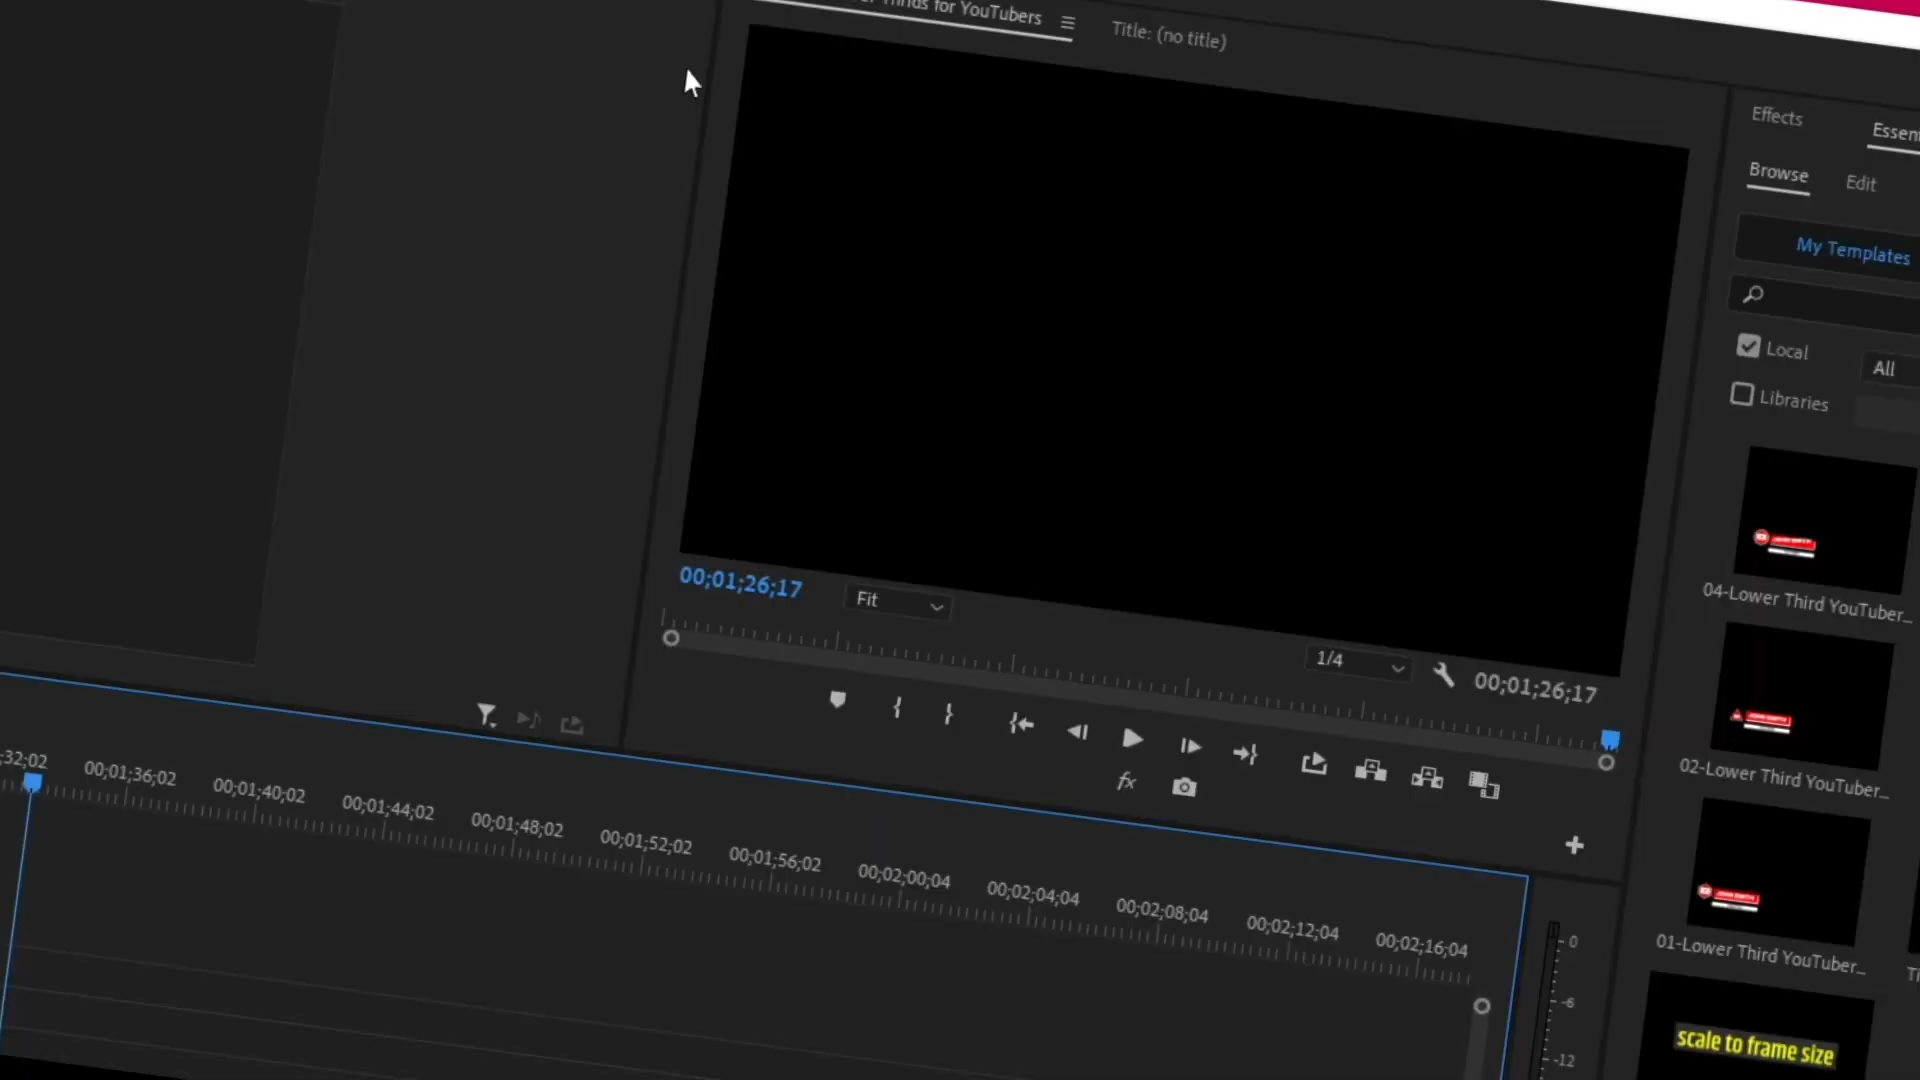 Thirds for YouTubers
Title: (no title)
Effects
Browse
Edit
My Templates
Local
All
Libraries
04-Lower Third YouTuber...
00;01;26;17
Fit
1/4
00;01;26;17
02-Lower Third YouTuber...
fx
;32;02
00;01;36;02
00;01;40;02
00;01;44;02
00;01;48;02
00;01;52;02
00;01;56;02
00;02;00;04
00;02;04;04
00;02;08;04
00;02;12;04
00;02;16;04
01-Lower Third YouTuber...
0
-6
-12
scale to frame size